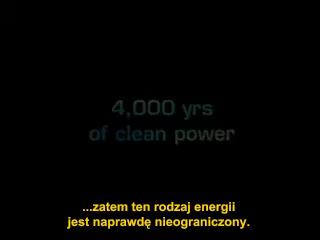 4,000 yrs
of clean power
...zatem ten rodzaj energii
jest naprawdę nieograniczony.